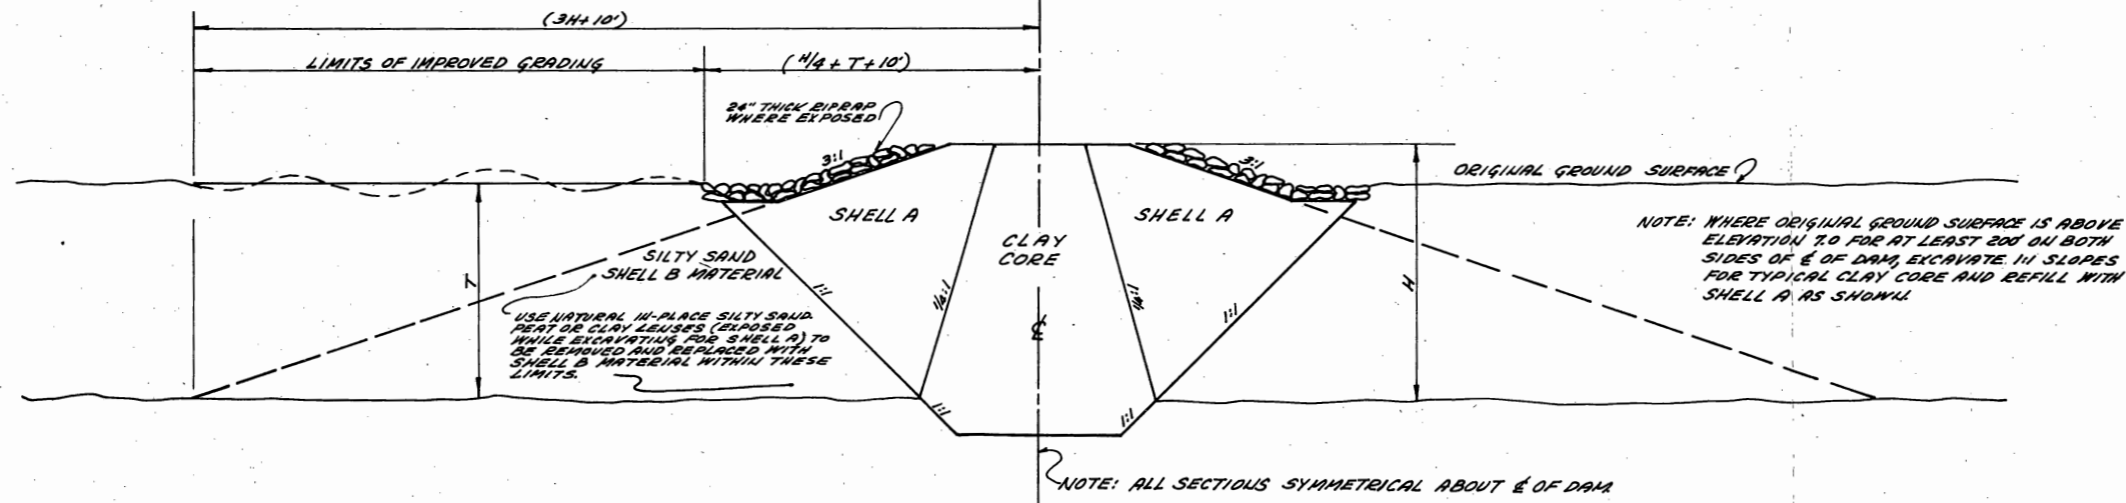 (3H+10')
LIMITS OF IMPROVED GRADING
(H/4 + T + 10')
24" THICK RIPRAP
WHERE EXPOSED
3:1
3:1
ORIGINAL GROUND SURFACE
SHELL A
SHELL A
CLAY
CORE
NOTE: WHERE ORIGINAL GROUND SURFACE IS ABOVE
ELEVATION 7.0 FOR AT LEAST 200' ON BOTH
SIDES OF ℄ OF DAM, EXCAVATE 1:1 SLOPES
FOR TYPICAL CLAY CORE AND REFILL WITH
SHELL A AS SHOWN
SILTY SAND
SHELL B MATERIAL
T
1:1
1/4:1
1/4:1
1:1
H
USE NATURAL IN-PLACE SILTY SAND.
PEAT OR CLAY LENSES (EXPOSED
WHILE EXCAVATING FOR SHELL A) TO
BE REMOVED AND REPLACED WITH
SHELL B MATERIAL WITHIN THESE
LIMITS.
℄
1:1
1:1
NOTE: ALL SECTIONS SYMMETRICAL ABOUT ℄ OF DAM